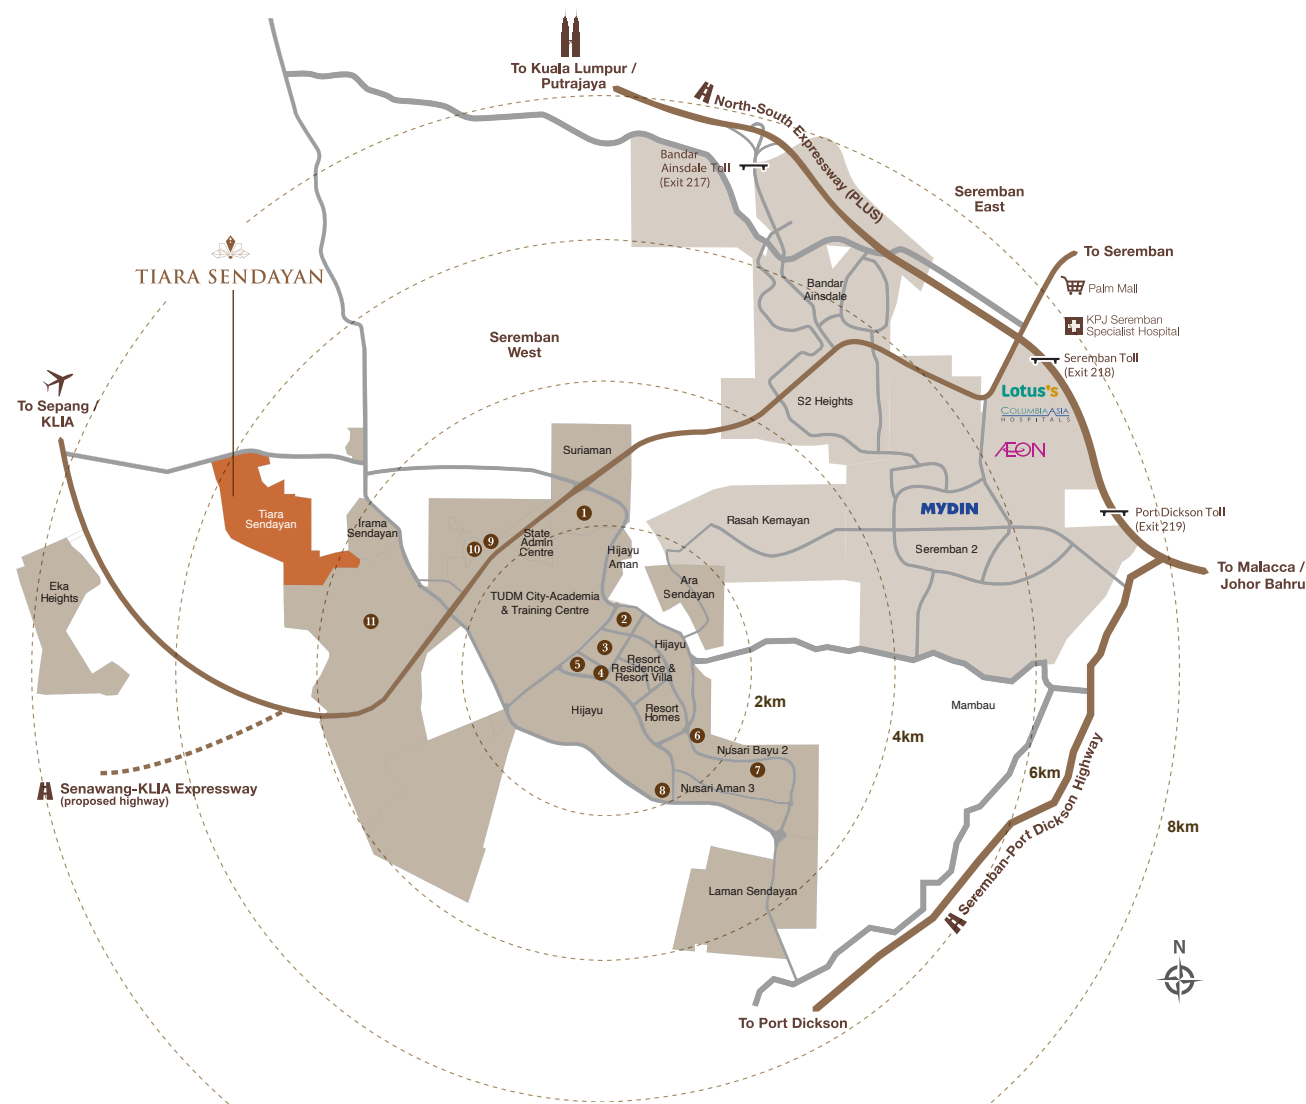 To Kuala Lumpur /
Putrajaya
North-South Expressway (PLUS)
Bandar
Ainsdale Toll
(Exit 217)
Seremban
East
To Seremban
Palm Mall
KPJ Seremban
Specialist Hospital
Seremban Toll
(Exit 218)
TIARA SENDAYAN
Bandar
Ainsdale
Seremban
West
To Sepang /
KLIA
S2 Heights
Lotus's
COLUMBIA ASIA
HOSPITALS
ÆON
Suriaman
Tiara
Sendayan
Irama
Sendayan
1
State
Admin
Centre
9
10
Hijayu
Aman
Rasah Kemayan
MYDIN
Seremban 2
Port Dickson Toll
(Exit 219)
To Malacca /
Johor Bahru
Eka
Heights
Ara
Sendayan
TUDM City-Academia
& Training Centre
11
2
3
4
5
Hijayu
Resort
Residence &
Resort Villa
Hijayu
Resort
Homes
2km
4km
6km
8km
Mambau
6
Nusari Bayu 2
7
8
Nusari Aman 3
Senawang-KLIA Expressway
(proposed highway)
Laman Sendayan
Seremban-Port Dickson Highway
To Port Dickson
N